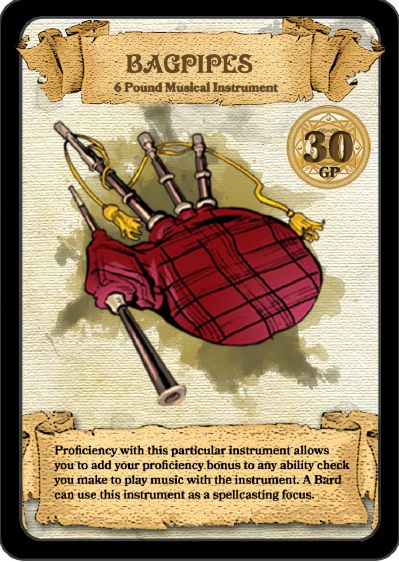 BAGPIPES
6 Pound Musical Instrument
30
GP
Proficiency with this particular instrument allows
you to add your proficiency bonus to any ability check
you make to play music with the instrument. A Bard
can use this instrument as a spellcasting focus.